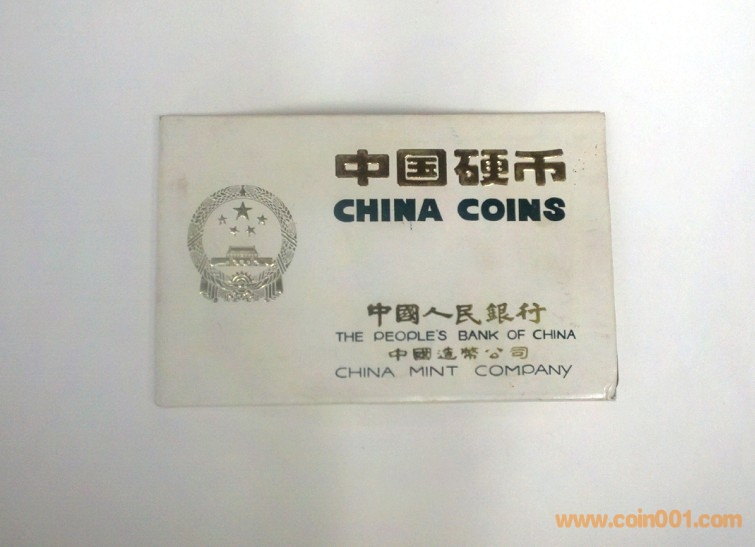 中国硬币
CHINA COINS
中國人民銀行
THE PEOPLE'S BANK OF CHINA
中國造幣公司
CHINA MINT COMPANY
www.coin001.com